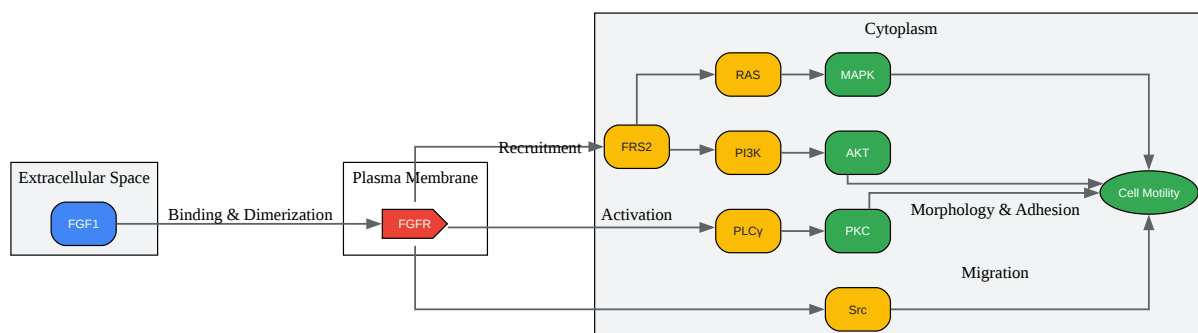 Cytoplasm
RAS
MAPK
Recruitment
FRS2
PI3K
AKT
Extracellular Space
Plasma Membrane
Cell Motility
FGF1
Binding & Dimerization
FGFR
Activation
PLCγ
PKC
Morphology & Adhesion
Migration
Src